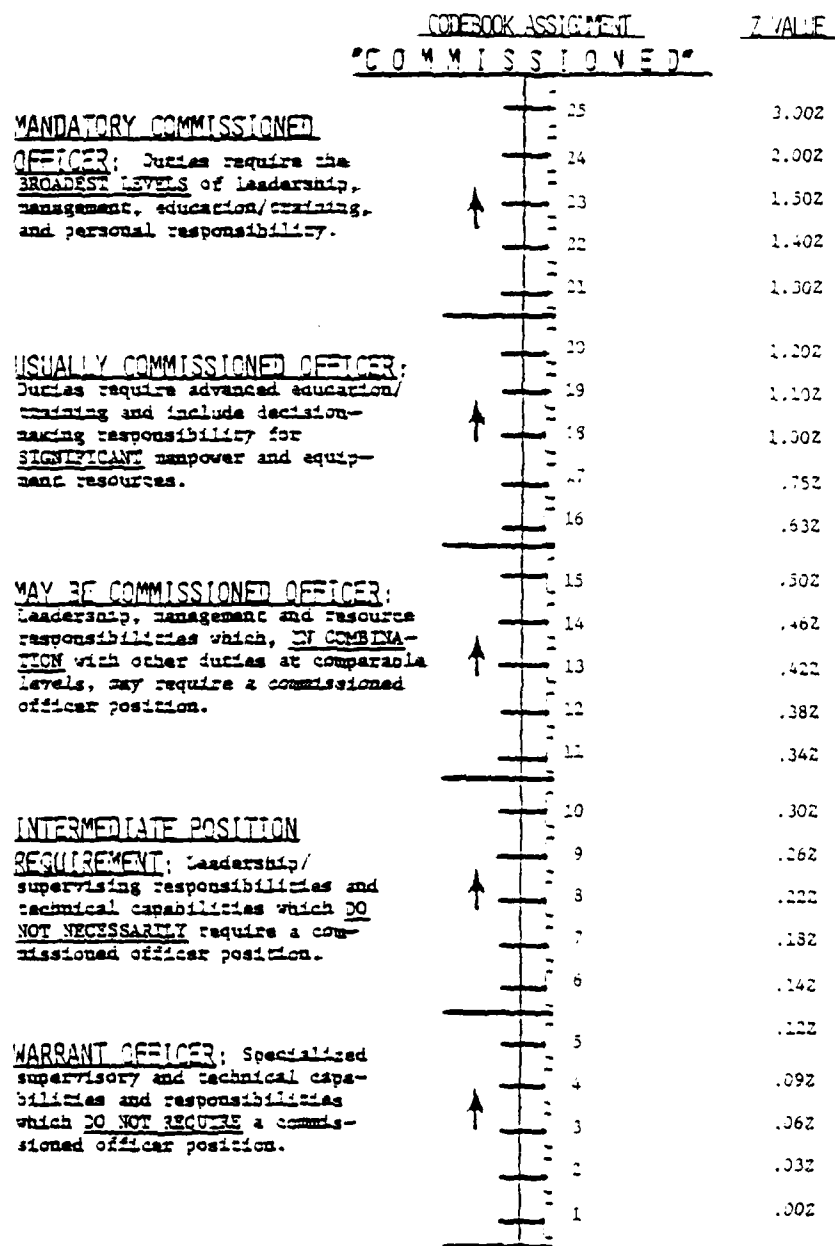 CODEBOOK ASSIGNMENT
Z VALUE
"COMMISSIONED"
MANDATORY COMMISSIONED
OFFICER: Duties require the
BROADEST LEVELS of leadership,
management, education/training,
and personal responsibility.
25 3.00Z
24 2.00Z
23 1.50Z
22 1.40Z
21 1.30Z
USUALLY COMMISSIONED OFFICER:
Duties require advanced education/
training and include decision-
making responsibility for
SIGNIFICANT manpower and equip-
ment resources.
20 1.20Z
19 1.10Z
18 1.00Z
17 .75Z
16 .63Z
MAY BE COMMISSIONED OFFICER:
Leadership, management and resource
responsibilities which, IN COMBINA-
TION with other duties at comparable
levels, may require a commissioned
officer position.
15 .50Z
14 .46Z
13 .42Z
12 .38Z
11 .34Z
INTERMEDIATE POSITION
REQUIREMENT: Leadership/
supervising responsibilities and
technical capabilities which DO
NOT NECESSARILY require a com-
missioned officer position.
10 .30Z
9 .26Z
8 .22Z
7 .18Z
6 .14Z
WARRANT OFFICER: Specialized
supervisory and technical capa-
bilities and responsibilities
which DO NOT REQUIRE a commis-
sioned officer position.
5 .12Z
4 .09Z
3 .06Z
2 .03Z
1 .00Z